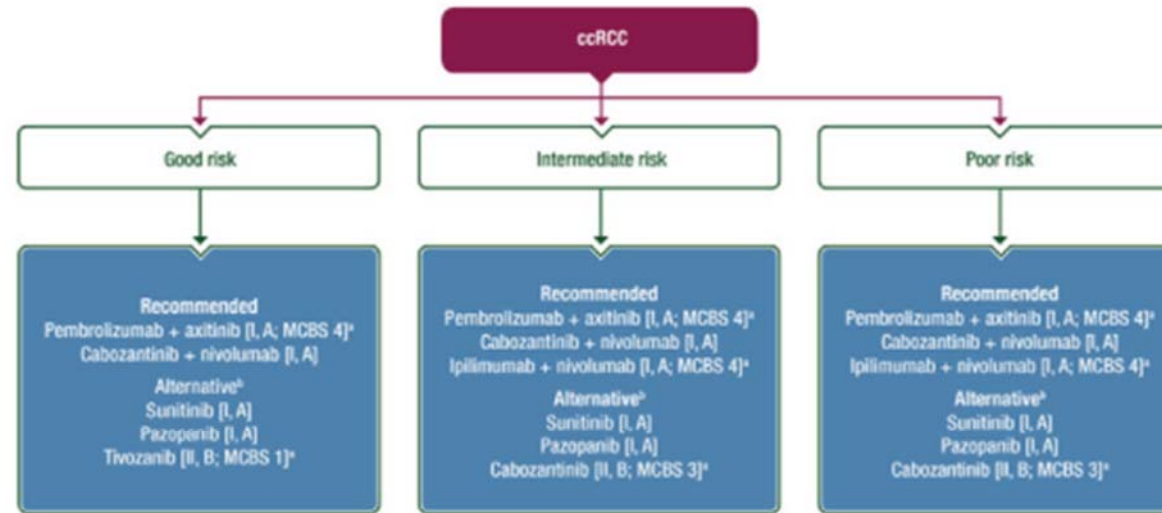 ccRCC
Good risk
Intermediate risk
Poor risk
Recommended
Pembrolizumab + axitinib [I, A; MCBS 4]ᵃ
Cabozantinib + nivolumab [I, A]
Alternativeᵇ
Sunitinib [I, A]
Pazopanib [I, A]
Tivozanib [II, B; MCBS 1]ᵃ
Recommended
Pembrolizumab + axitinib [I, A; MCBS 4]ᵃ
Cabozantinib + nivolumab [I, A]
Ipilimumab + nivolumab [I, A; MCBS 4]ᵃ
Alternativeᵇ
Sunitinib [I, A]
Pazopanib [I, A]
Cabozantinib [II, B; MCBS 3]ᵃ
Recommended
Pembrolizumab + axitinib [I, A; MCBS 4]ᵃ
Cabozantinib + nivolumab [I, A]
Ipilimumab + nivolumab [I, A; MCBS 4]ᵃ
Alternativeᵇ
Sunitinib [I, A]
Pazopanib [I, A]
Cabozantinib [II, B; MCBS 3]ᵃ